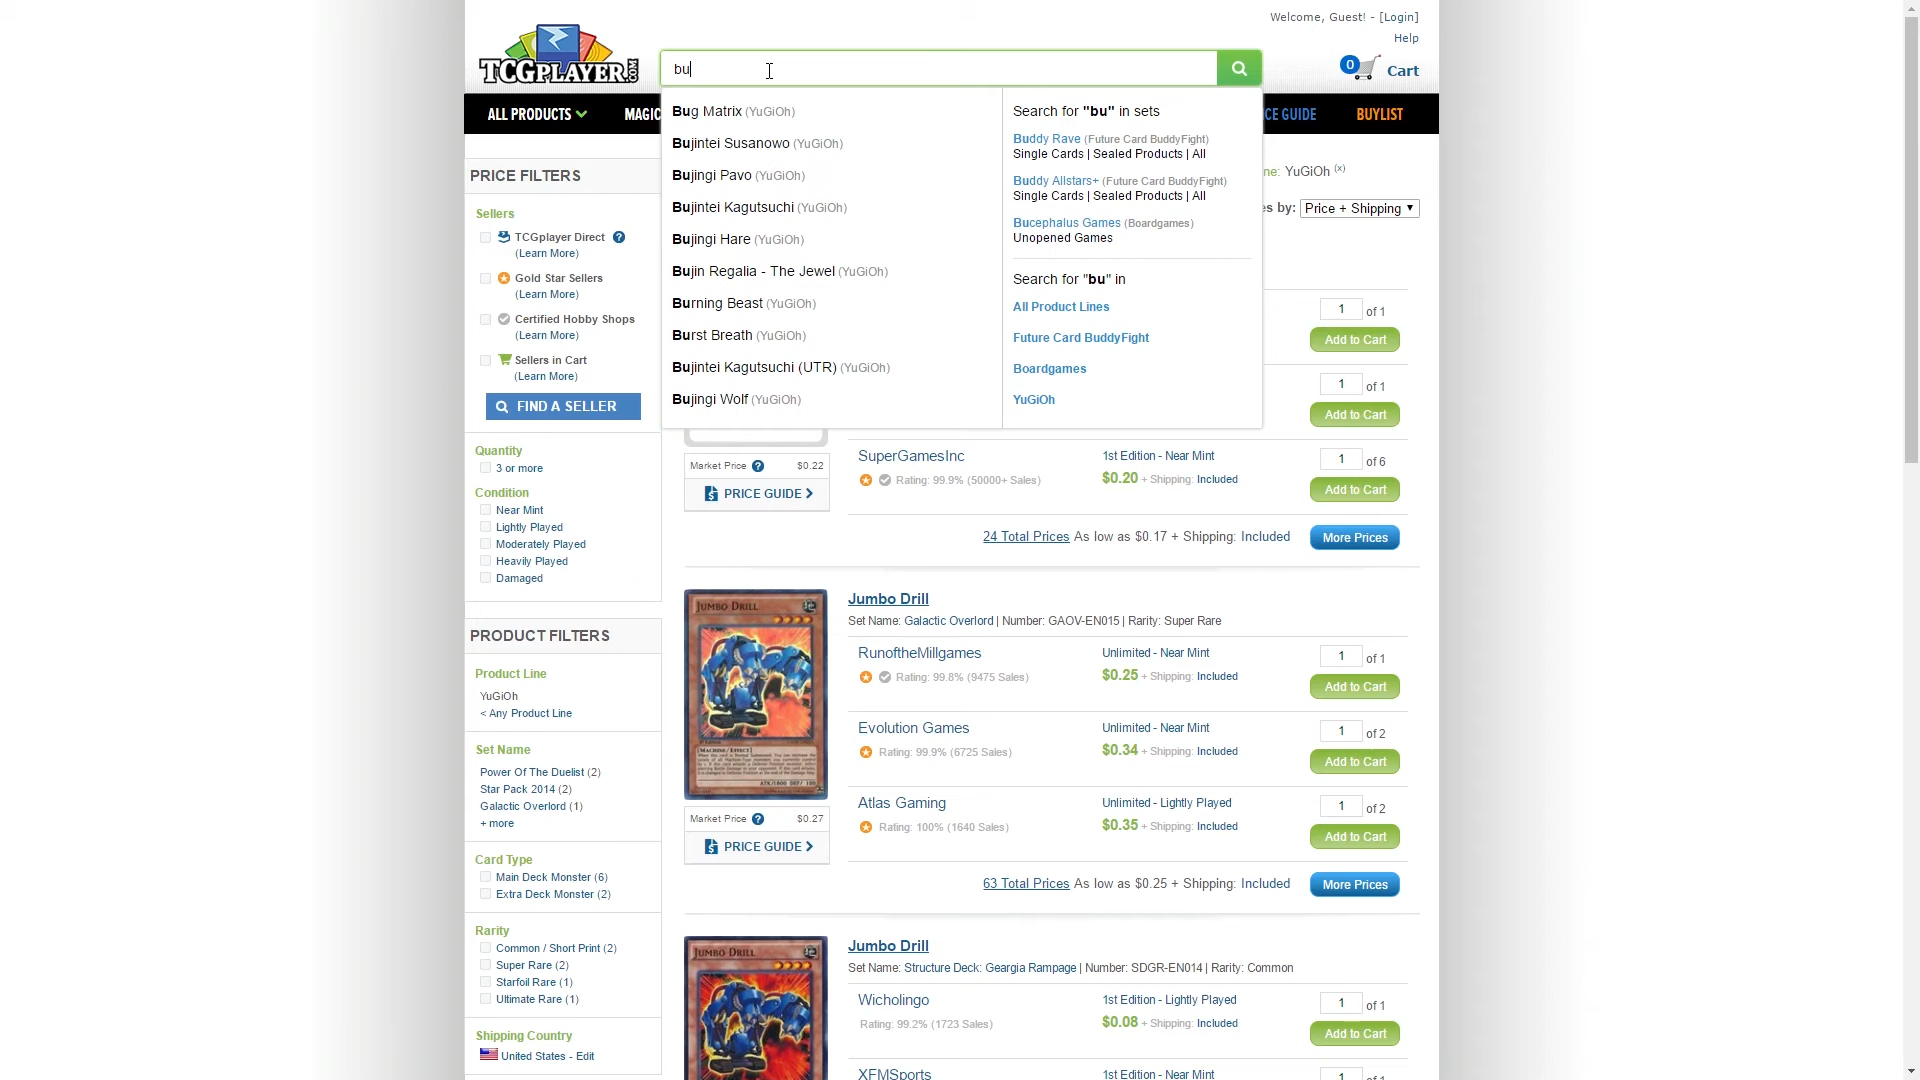 Welcome, Guest! - [Login]
Help
TCGPLAYER.COM
bu
0 Cart
ALL PRODUCTS
MAGIC
CE GUIDE
BUYLIST
Bug Matrix (YuGiOh)
Bujintei Susanowo (YuGiOh)
Bujingi Pavo (YuGiOh)
Bujintei Kagutsuchi (YuGiOh)
Bujingi Hare (YuGiOh)
Bujin Regalia - The Jewel (YuGiOh)
Burning Beast (YuGiOh)
Burst Breath (YuGiOh)
Bujintei Kagutsuchi (UTR) (YuGiOh)
Bujingi Wolf (YuGiOh)
Search for "bu" in sets
Buddy Rave (Future Card BuddyFight)
Single Cards | Sealed Products | All
Buddy Allstars+ (Future Card BuddyFight)
Single Cards | Sealed Products | All
Bucephalus Games (Boardgames)
Unopened Games
Search for "bu" in
All Product Lines
Future Card BuddyFight
Boardgames
YuGiOh
ne: YuGiOh (x)
es by: Price + Shipping
PRICE FILTERS
Sellers
TCGplayer Direct ?
(Learn More)
Gold Star Sellers
(Learn More)
Certified Hobby Shops
(Learn More)
Sellers in Cart
(Learn More)
FIND A SELLER
Quantity
3 or more
Condition
Near Mint
Lightly Played
Moderately Played
Heavily Played
Damaged
PRODUCT FILTERS
Product Line
YuGiOh
< Any Product Line
Set Name
Power Of The Duelist (2)
Star Pack 2014 (2)
Galactic Overlord (1)
+ more
Card Type
Main Deck Monster (6)
Extra Deck Monster (2)
Rarity
Common / Short Print (2)
Super Rare (2)
Starfoil Rare (1)
Ultimate Rare (1)
Shipping Country
United States - Edit
1 of 1
Add to Cart
1 of 1
Add to Cart
Market Price ? $0.22
PRICE GUIDE
SuperGamesInc
Rating: 99.9% (50000+ Sales)
1st Edition - Near Mint
$0.20 + Shipping: Included
1 of 6
Add to Cart
24 Total Prices As low as $0.17 + Shipping: Included
More Prices
JUMBO DRILL
[MACHINE/EFFECT]
Market Price ? $0.27
PRICE GUIDE
Jumbo Drill
Set Name: Galactic Overlord | Number: GAOV-EN015 | Rarity: Super Rare
RunoftheMillgames
Rating: 99.8% (9475 Sales)
Unlimited - Near Mint
$0.25 + Shipping: Included
1 of 1
Add to Cart
Evolution Games
Rating: 99.9% (6725 Sales)
Unlimited - Near Mint
$0.34 + Shipping: Included
1 of 2
Add to Cart
Atlas Gaming
Rating: 100% (1640 Sales)
Unlimited - Lightly Played
$0.35 + Shipping: Included
1 of 2
Add to Cart
63 Total Prices As low as $0.25 + Shipping: Included
More Prices
JUMBO DRILL
Jumbo Drill
Set Name: Structure Deck: Geargia Rampage | Number: SDGR-EN014 | Rarity: Common
Wicholingo
Rating: 99.2% (1723 Sales)
1st Edition - Lightly Played
$0.08 + Shipping: Included
1 of 1
Add to Cart
XFMSports
1st Edition - Near Mint
1 of 1